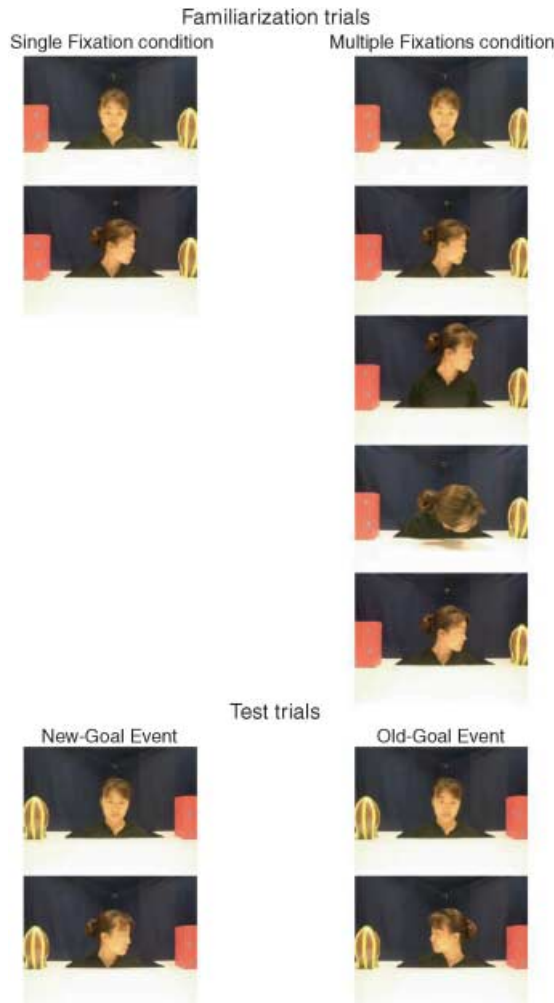 Familiarization trials
Single Fixation condition
Multiple Fixations condition
Test trials
New-Goal Event
Old-Goal Event